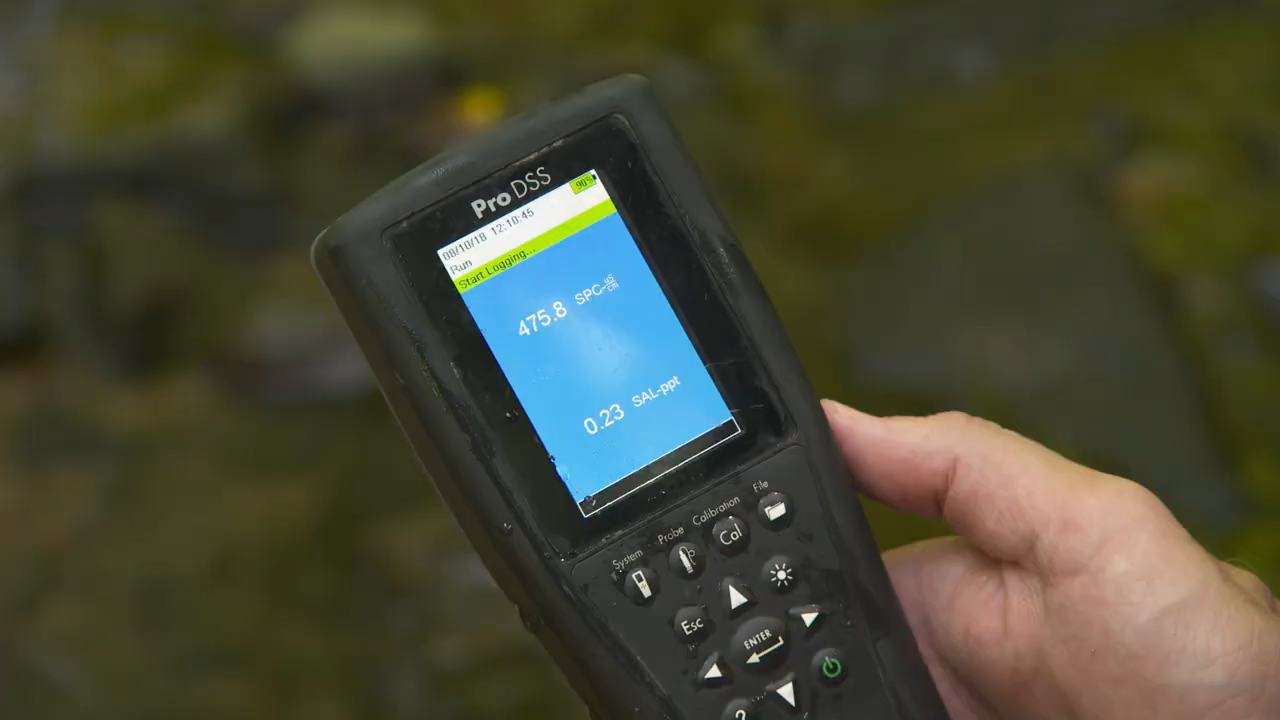 Pro DSS
90%
08/10/18 12:10:45
Run
Start Logging...
475.8 SPC-uS/cm
0.23 SAL-ppt
System Probe Calibration File
Cal
Esc
ENTER
?